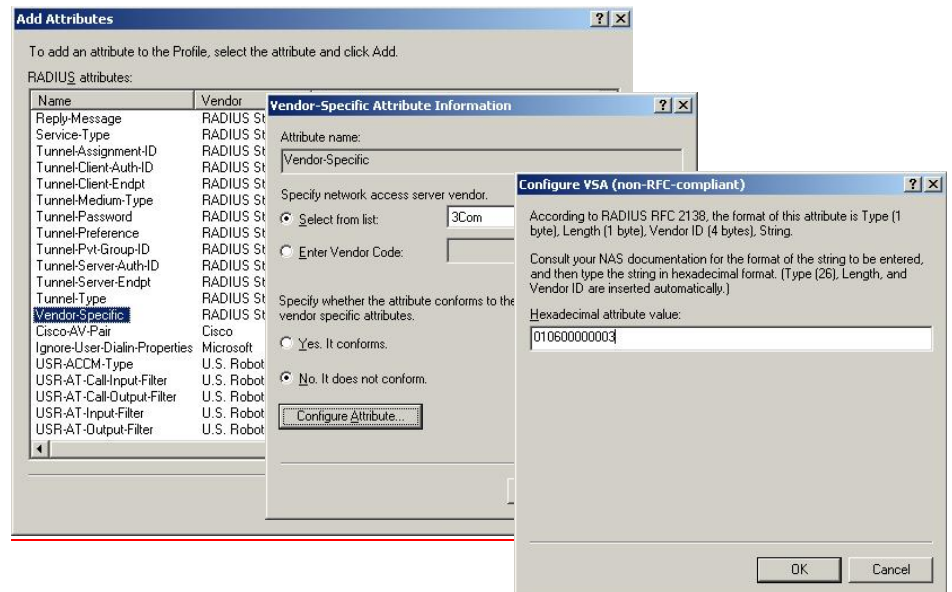 Add Attributes
To add an attribute to the Profile, select the attribute and click Add.
RADIUS attributes:
Name Vendor
Reply-Message RADIUS St
Service-Type RADIUS St
Tunnel-Assignment-ID RADIUS St
Tunnel-Client-Auth-ID RADIUS St
Tunnel-Client-Endpt RADIUS St
Tunnel-Medium-Type RADIUS St
Tunnel-Password RADIUS St
Tunnel-Preference RADIUS St
Tunnel-Pvt-Group-ID RADIUS St
Tunnel-Server-Auth-ID RADIUS St
Tunnel-Server-Endpt RADIUS St
Tunnel-Type RADIUS St
Vendor-Specific RADIUS St
Cisco-AV-Pair Cisco
Ignore-User-Dialin-Properties Microsoft
USR-ACCM-Type U.S. Robot
USR-AT-Call-Input-Filter U.S. Robot
USR-AT-Call-Output-Filter U.S. Robot
USR-AT-Input-Filter U.S. Robot
USR-AT-Output-Filter U.S. Robot
Vendor-Specific Attribute Information
Attribute name:
Vendor-Specific
Specify network access server vendor.
Select from list: 3Com
Enter Vendor Code:
Specify whether the attribute conforms to the
vendor specific attributes.
Yes. It conforms.
No. It does not conform.
Configure Attribute...
Configure VSA (non-RFC-compliant)
According to RADIUS RFC 2138, the format of this attribute is Type (1
byte), Length (1 byte), Vendor ID (4 bytes), String.
Consult your NAS documentation for the format of the string to be entered,
and then type the string in hexadecimal format. (Type (26), Length, and
Vendor ID are inserted automatically.)
Hexadecimal attribute value:
010600000003
OK Cancel